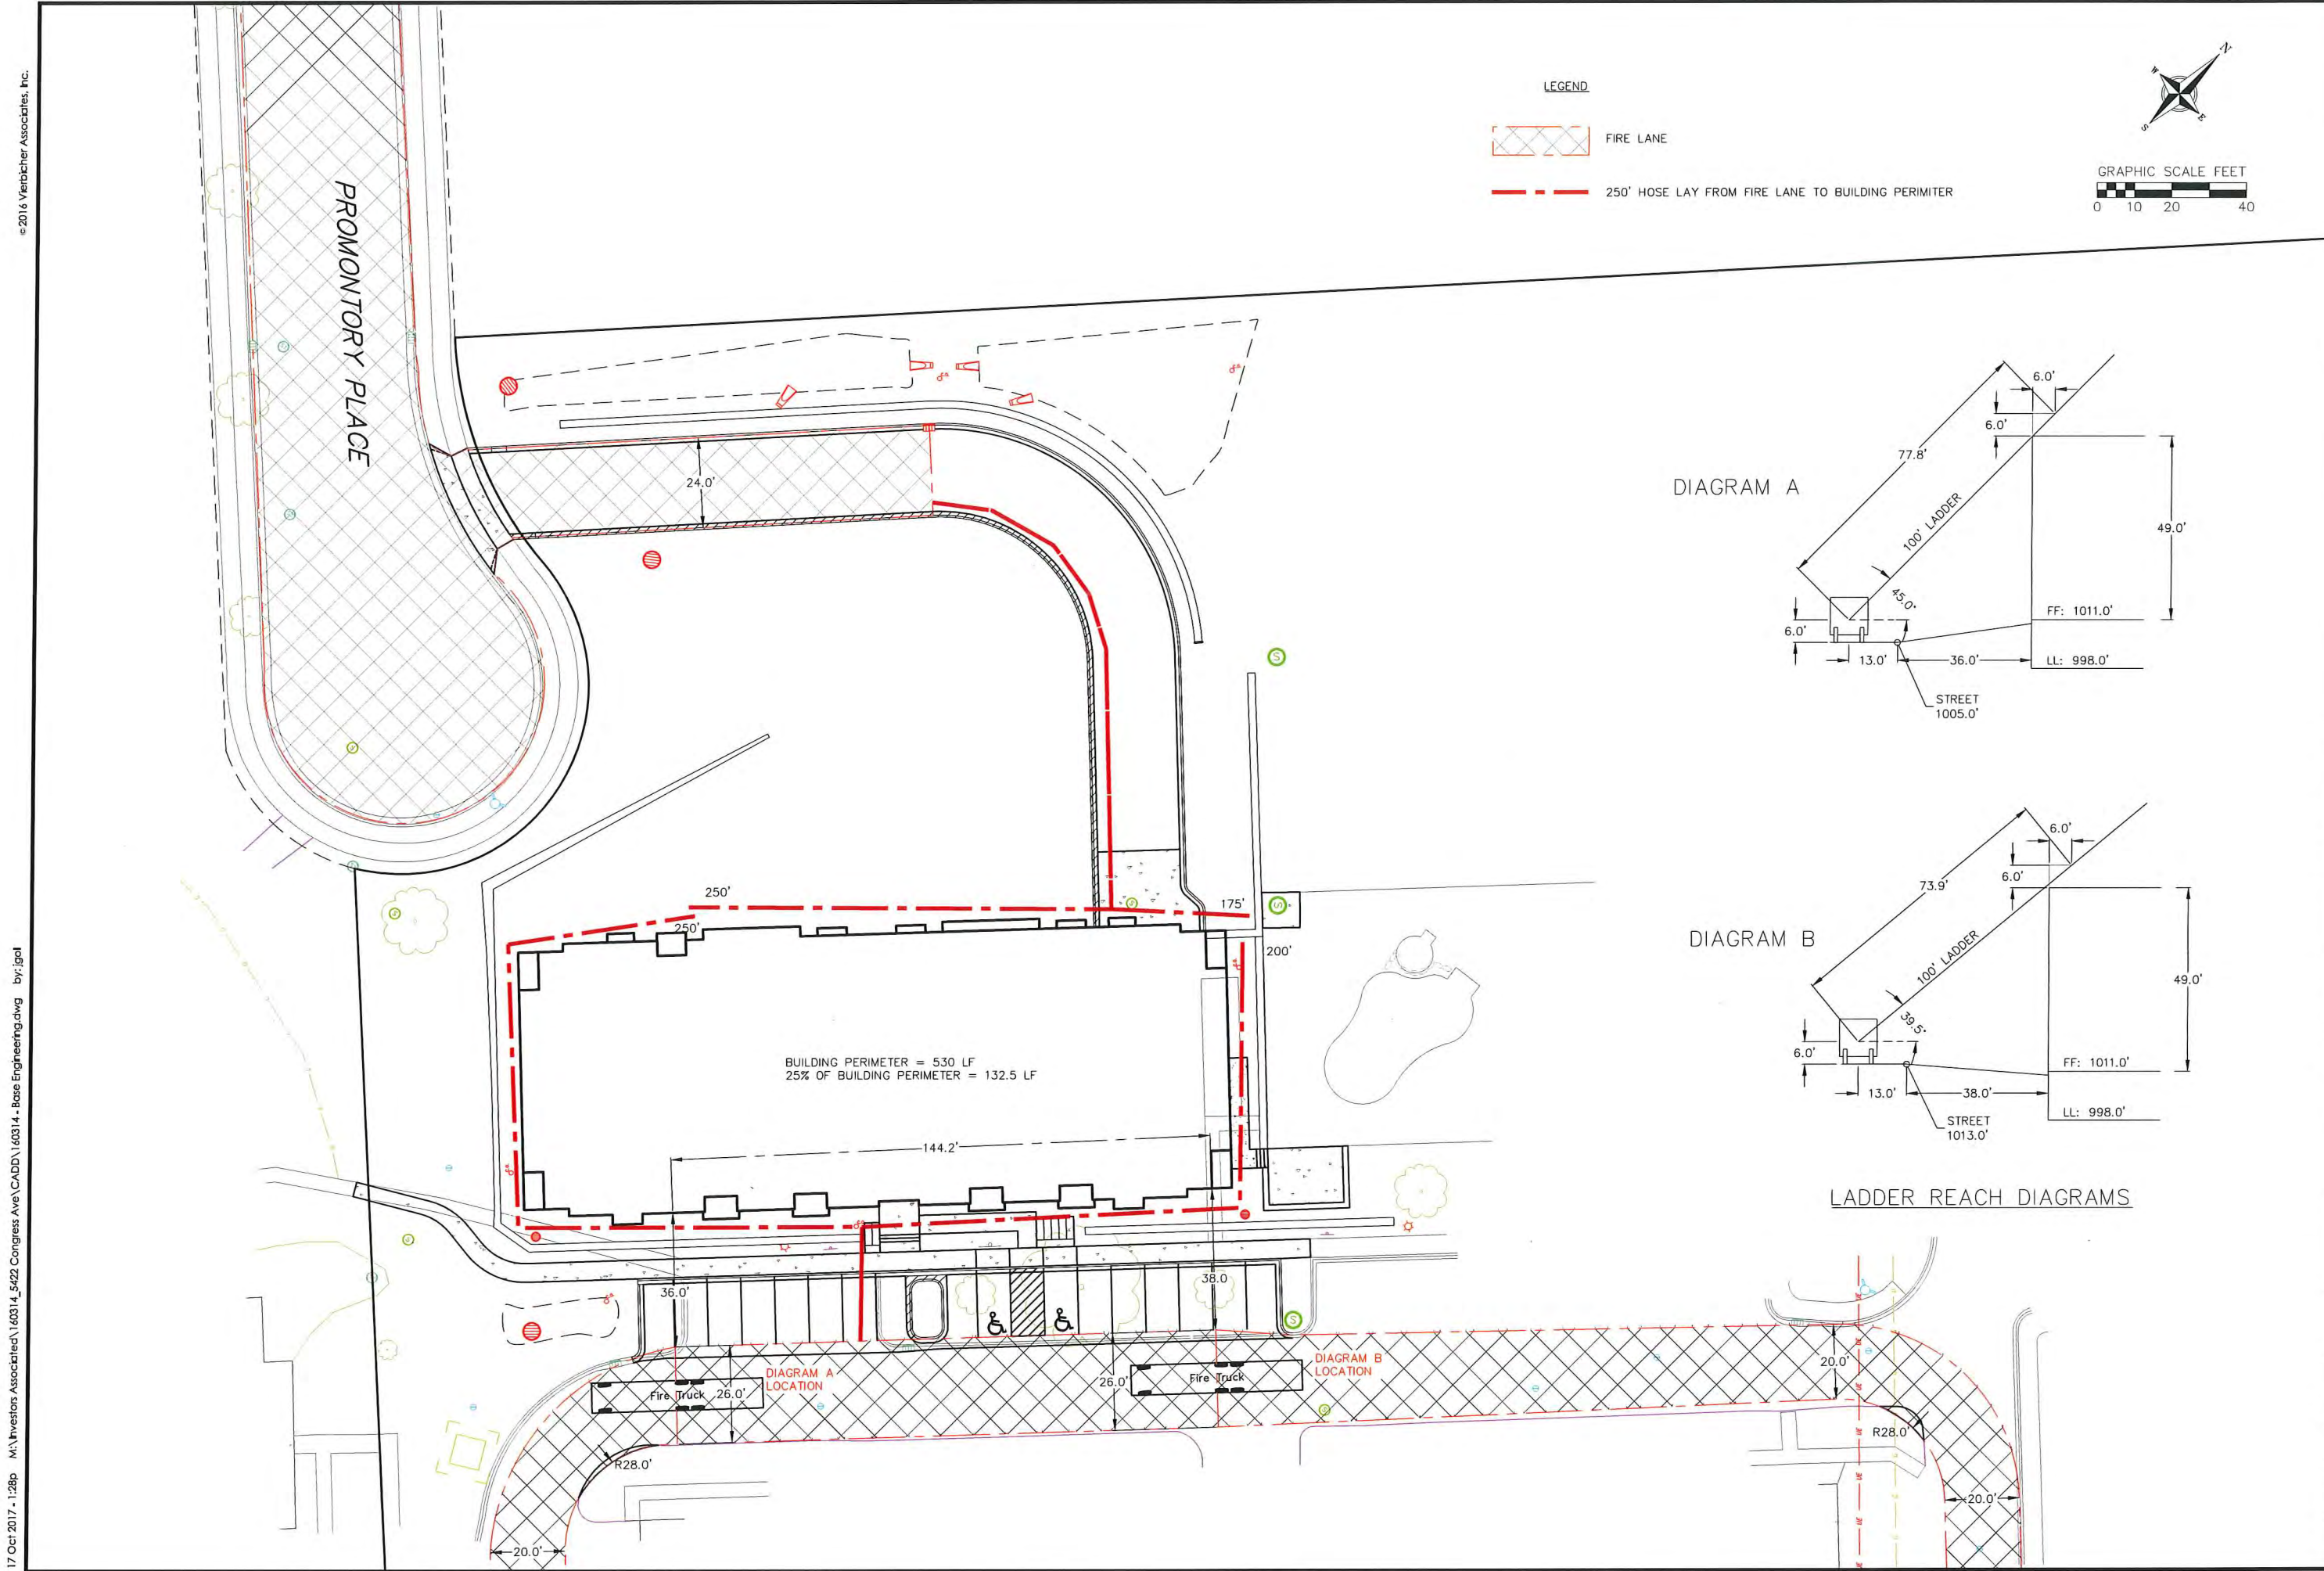 ©2016 Vierbicher Associates, Inc.
17 Oct 2017 - 1:28p M:\Investors Associated\160314_5422 Congress Ave\CADD\160314 - Base Engineering.dwg by: jgol
LEGEND
FIRE LANE
250' HOSE LAY FROM FIRE LANE TO BUILDING PERIMITER
N
W
E
S
GRAPHIC SCALE FEET
0 10 20 40
PROMONTORY PLACE
24.0'
DIAGRAM A
6.0'
6.0'
77.8'
100' LADDER
49.0'
45.0°
FF: 1011.0'
6.0'
13.0'
36.0'
LL: 998.0'
STREET
1005.0'
DIAGRAM B
6.0'
6.0'
73.9'
100' LADDER
49.0'
39.5°
6.0'
FF: 1011.0'
13.0'
38.0'
LL: 998.0'
STREET
1013.0'
LADDER REACH DIAGRAMS
S
250'
175'
S
250'
200'
BUILDING PERIMETER = 530 LF
25% OF BUILDING PERIMETER = 132.5 LF
144.2'
36.0'
38.0
S
DIAGRAM A
LOCATION
Fire Truck
26.0'
26.0'
DIAGRAM B
LOCATION
Fire Truck
20.0'
R28.0'
R28.0'
20.0'
20.0'